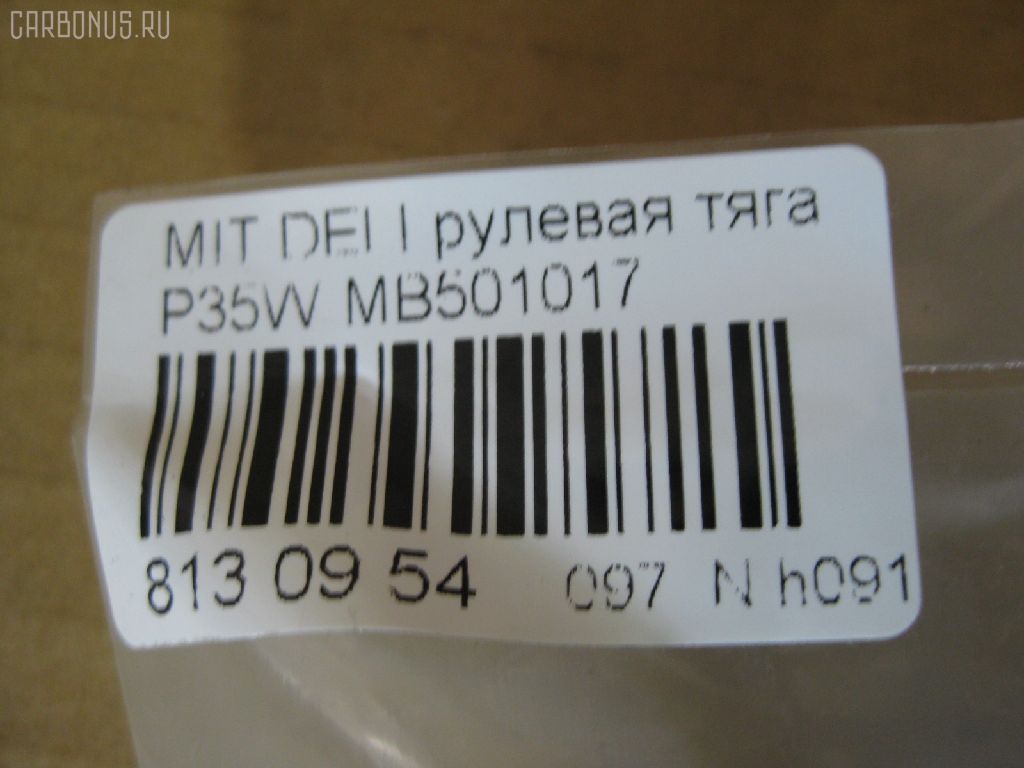 CARBONUS.RU
MIT DELI рулевая тяга
P35W MB501017
813 09 54 097 N h091